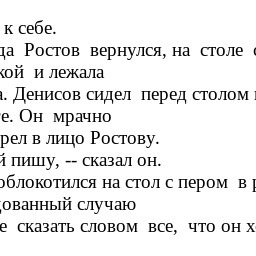 к себе.
да Ростов вернулся, на столе
кой и лежала
а. Денисов сидел перед столом
е. Он мрачно
рел в лицо Ростову.
й пишу, -- сказал он.
облокотился на стол с пером в
дованный случаю
е сказать словом все, что он